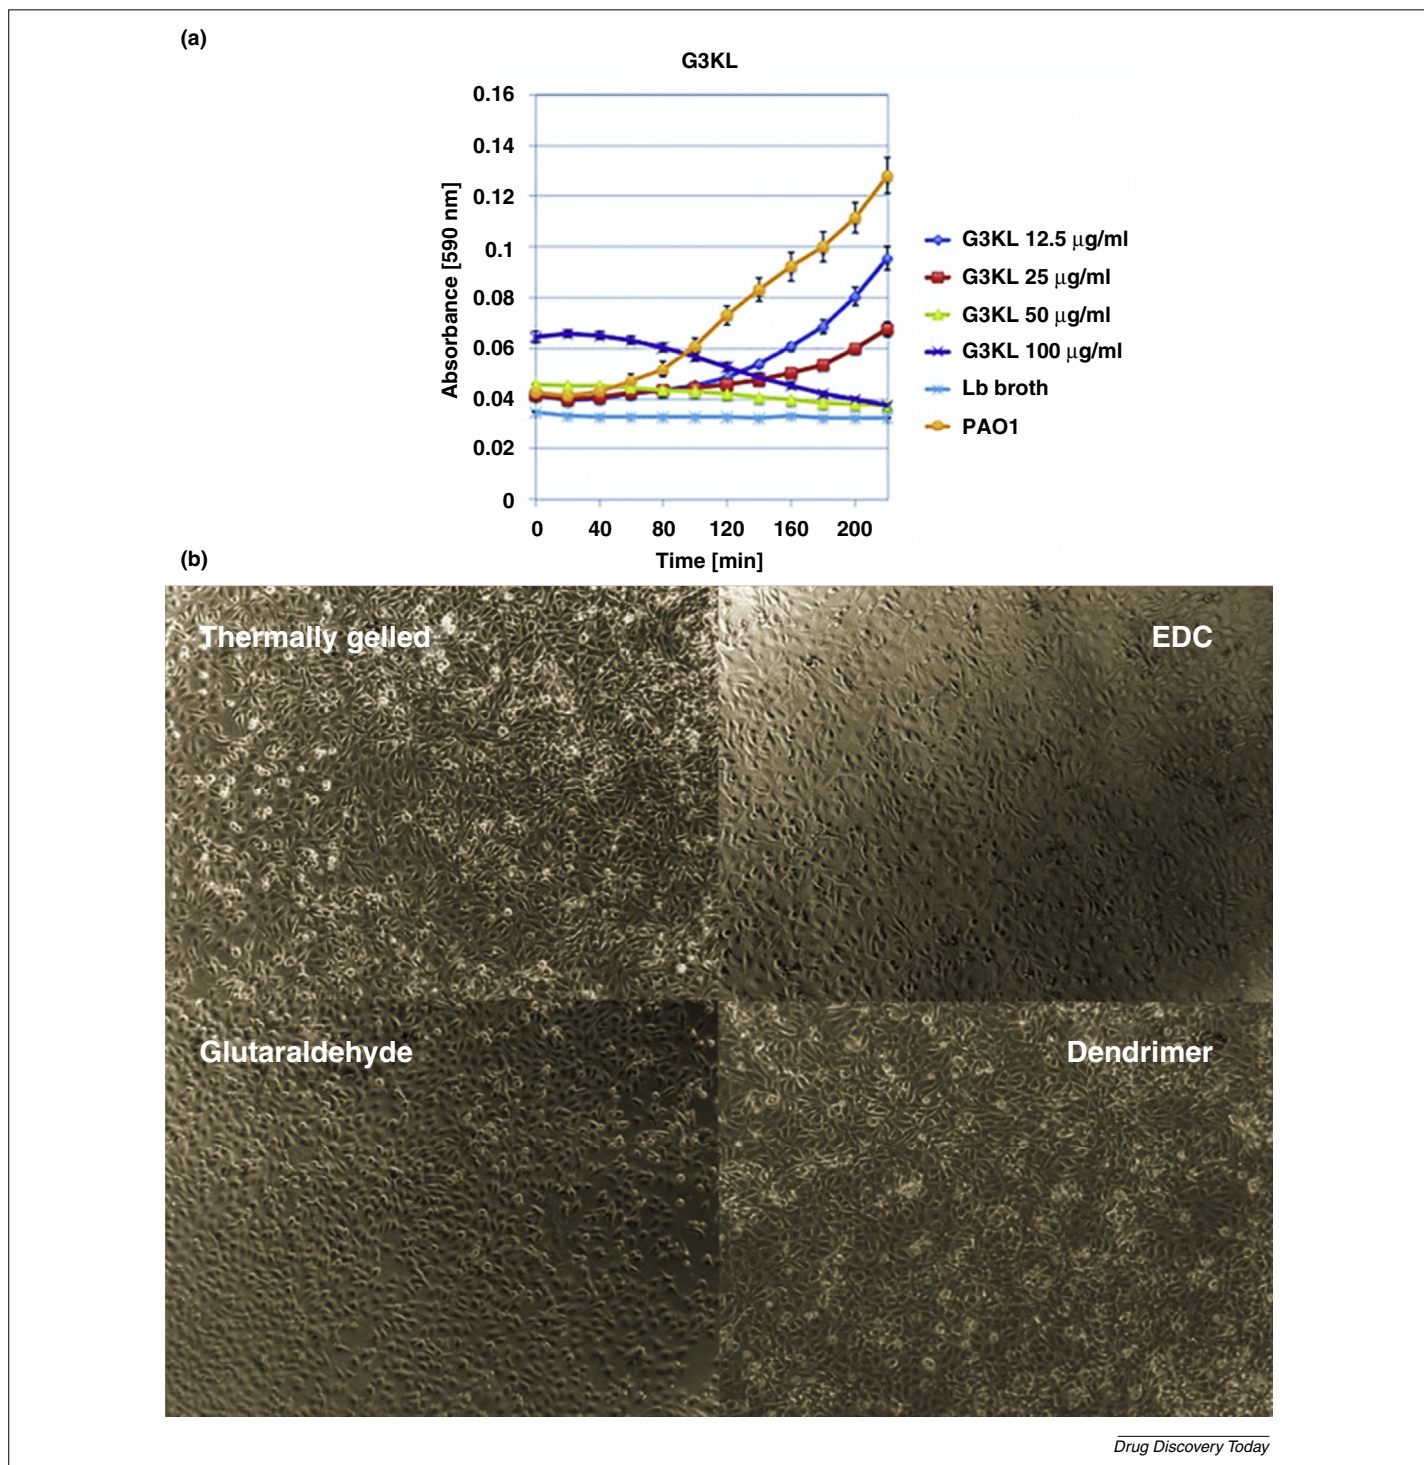 (a)
G3KL
0.16
0.14
0.12
0.1
0.08
0.06
0.04
0.02
0
Absorbance [590 nm]
0 40 80 120 160 200
Time [min]
G3KL 12.5 μg/ml
G3KL 25 μg/ml
G3KL 50 μg/ml
G3KL 100 μg/ml
Lb broth
PAO1
(b)
Thermally gelled
EDC
Glutaraldehyde
Dendrimer
Drug Discovery Today